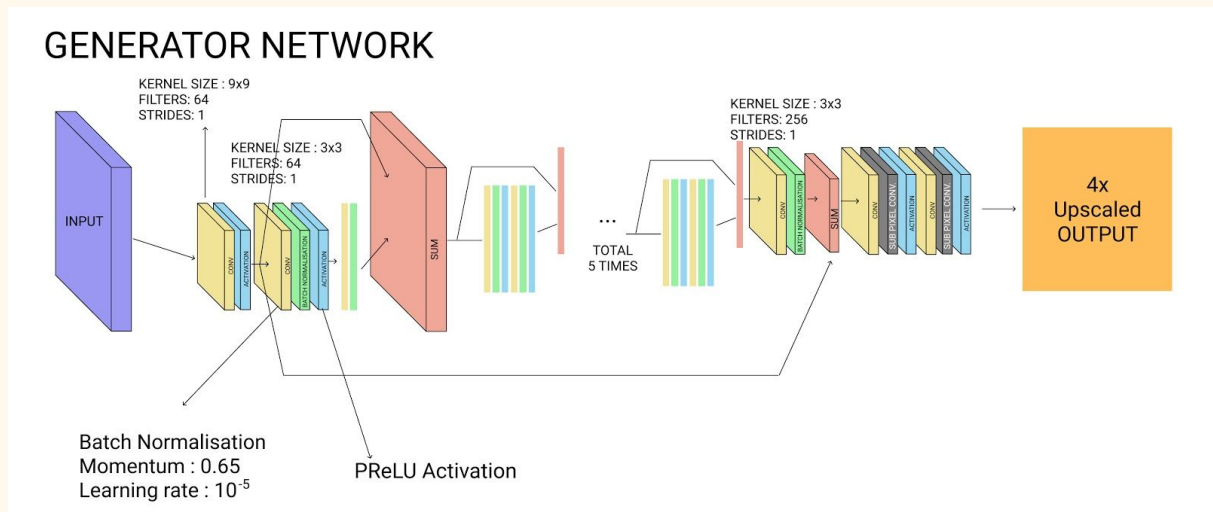 GENERATOR NETWORK
KERNEL SIZE : 9x9
FILTERS: 64
STRIDES: 1
KERNEL SIZE : 3x3
FILTERS: 64
STRIDES: 1
KERNEL SIZE : 3x3
FILTERS: 256
STRIDES: 1
INPUT
CONV
ACTIVATION
CONV
BATCH NORMALISATION
ACTIVATION
SUM
...
TOTAL
5 TIMES
CONV
BATCH NORMALISATION
SUM
CONV
SUB PIXEL CONV.
ACTIVATION
CONV
SUB PIXEL CONV.
ACTIVATION
4x
Upscaled
OUTPUT
Batch Normalisation
Momentum : 0.65
Learning rate : 10⁻⁵
PReLU Activation